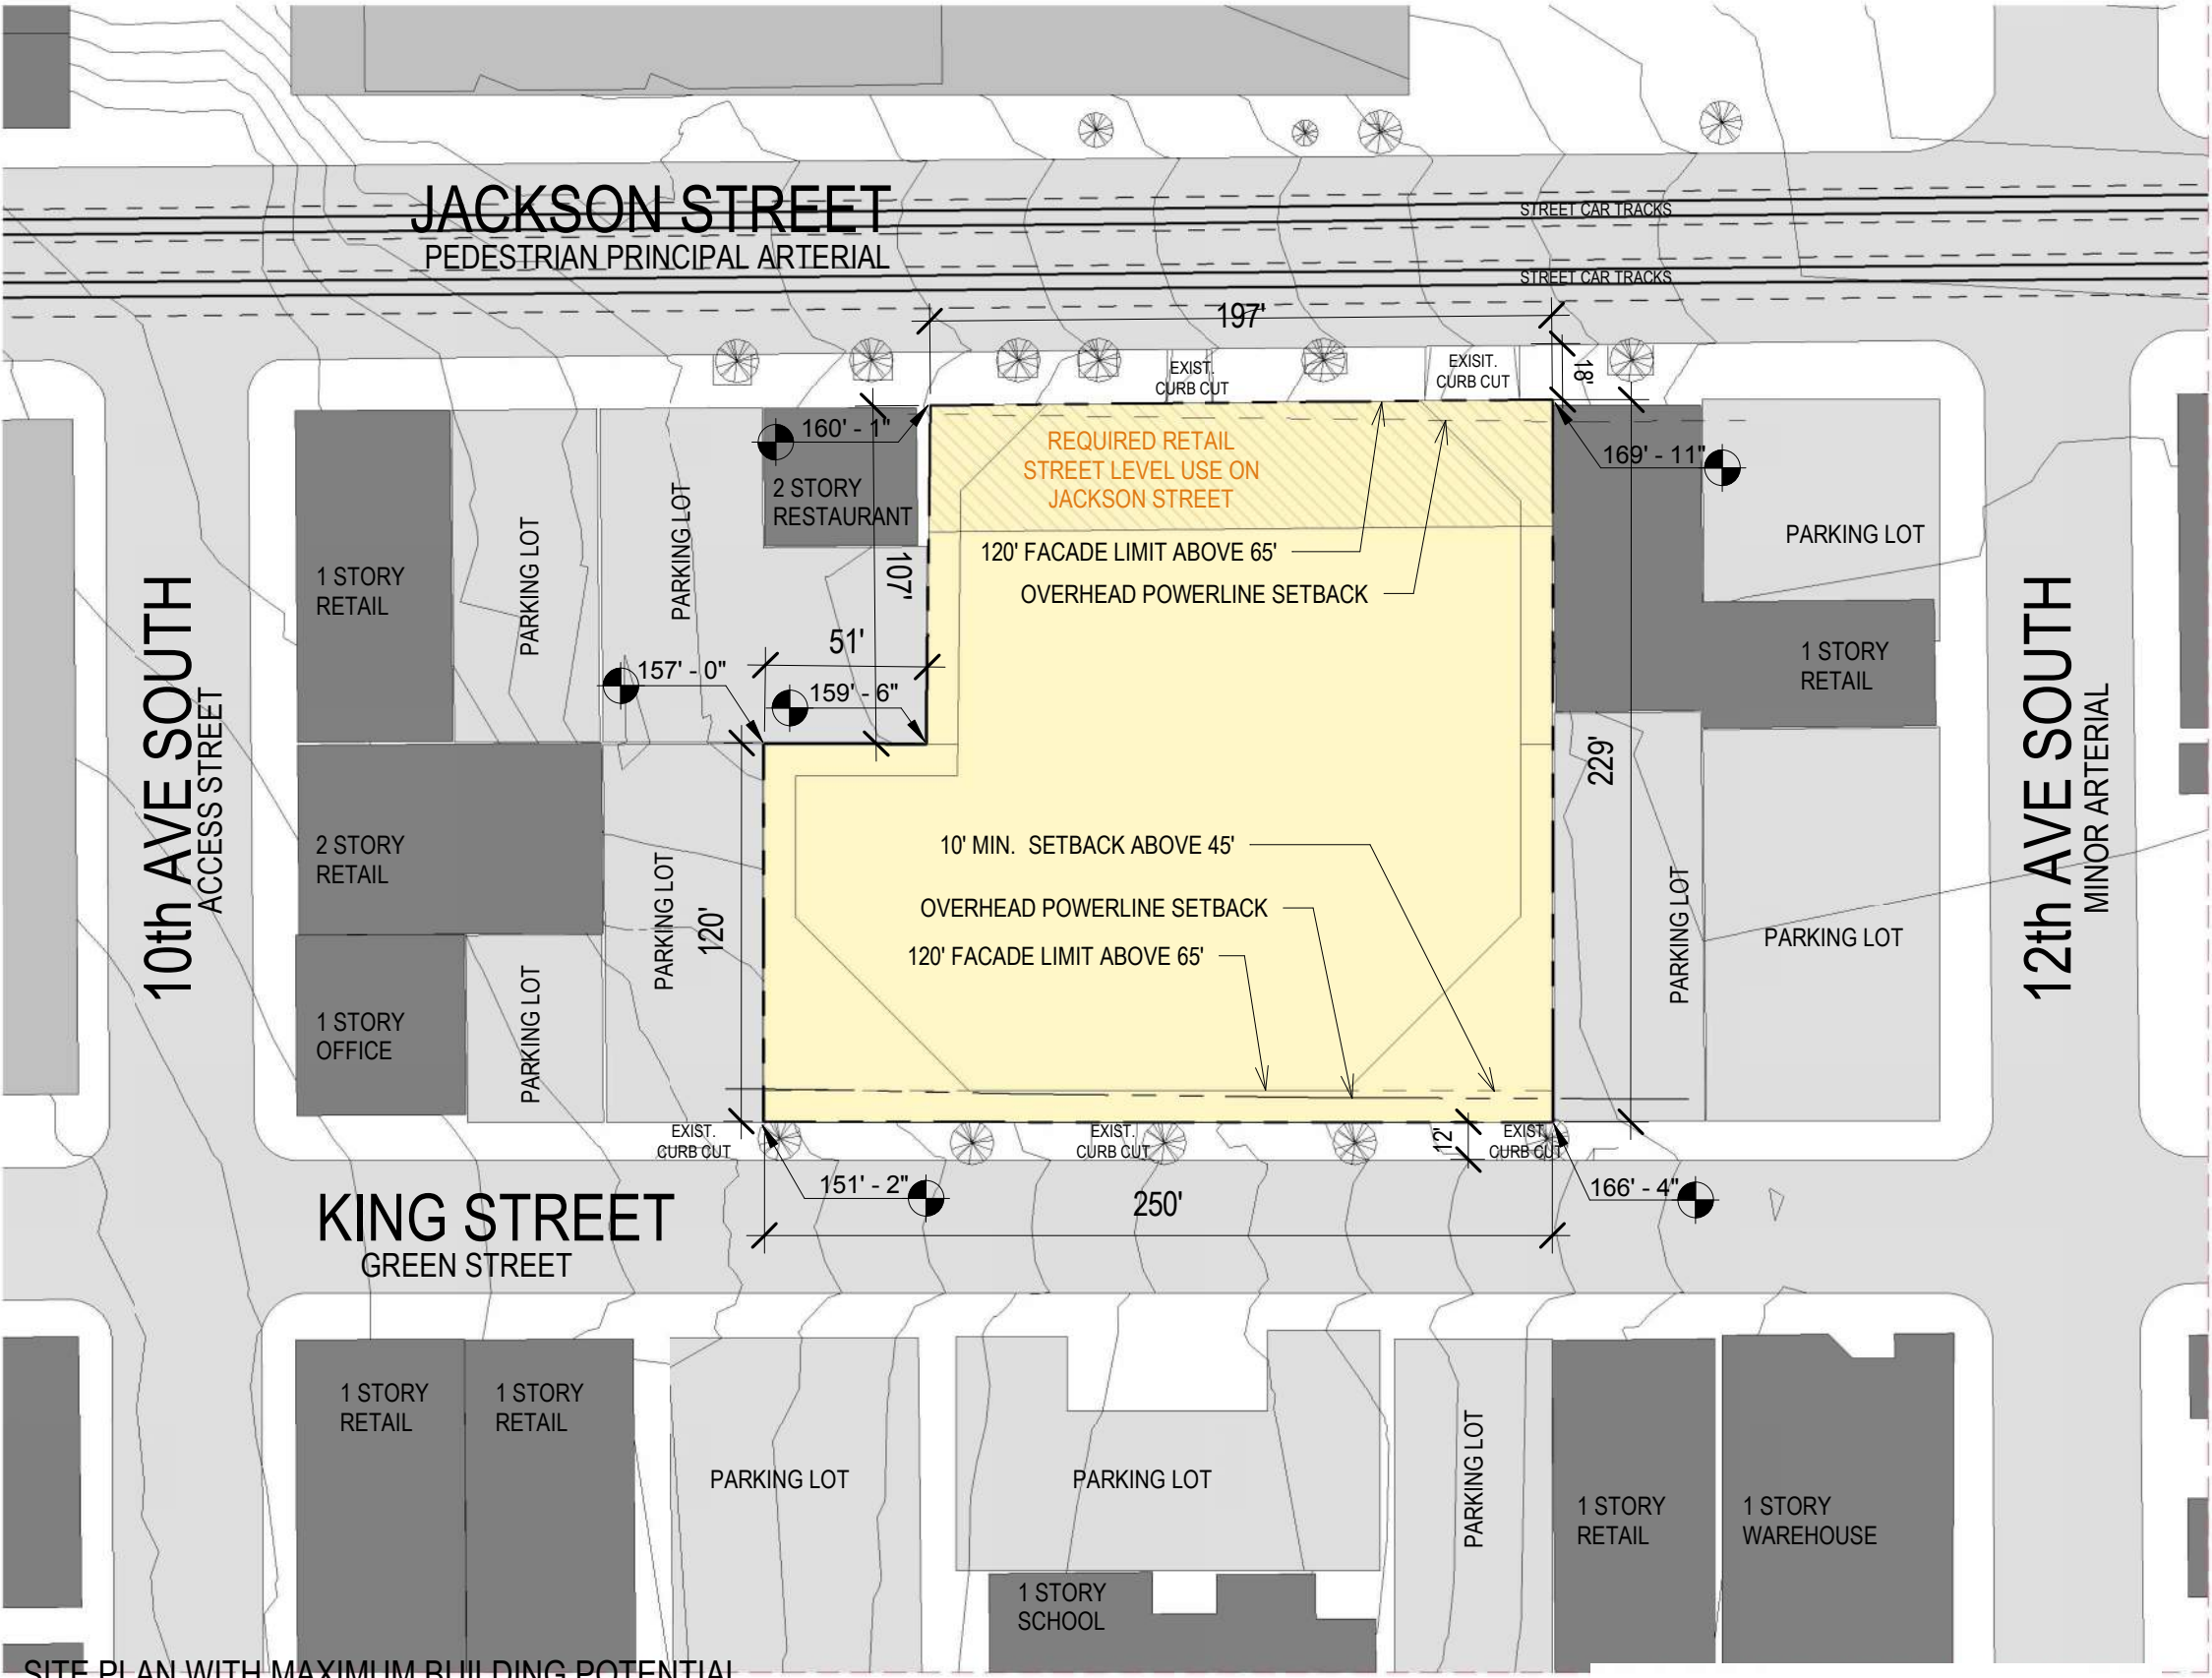 JACKSON STREET
PEDESTRIAN PRINCIPAL ARTERIAL
STREET CAR TRACKS
STREET CAR TRACKS
197'
EXIST.
CURB CUT
EXISIT.
CURB CUT
18'
160' - 1"
2 STORY
RESTAURANT
REQUIRED RETAIL
STREET LEVEL USE ON
JACKSON STREET
169' - 11"
PARKING LOT
PARKING LOT
PARKING LOT
1 STORY
RETAIL
107'
120' FACADE LIMIT ABOVE 65'
OVERHEAD POWERLINE SETBACK
51'
157' - 0"
159' - 6"
1 STORY
RETAIL
10th AVE SOUTH
ACCESS STREET
12th AVE SOUTH
MINOR ARTERIAL
229'
2 STORY
RETAIL
PARKING LOT
120'
10' MIN. SETBACK ABOVE 45'
OVERHEAD POWERLINE SETBACK
120' FACADE LIMIT ABOVE 65'
PARKING LOT
PARKING LOT
1 STORY
OFFICE
PARKING LOT
EXIST.
CURB CUT
EXIST.
CURB CUT
12'
EXIST.
CURB CUT
151' - 2"
250'
166' - 4"
KING STREET
GREEN STREET
1 STORY
RETAIL
1 STORY
RETAIL
PARKING LOT
PARKING LOT
PARKING LOT
1 STORY
RETAIL
1 STORY
WAREHOUSE
1 STORY
SCHOOL
SITE PLAN WITH MAXIMUM BUILDING POTENTIAL